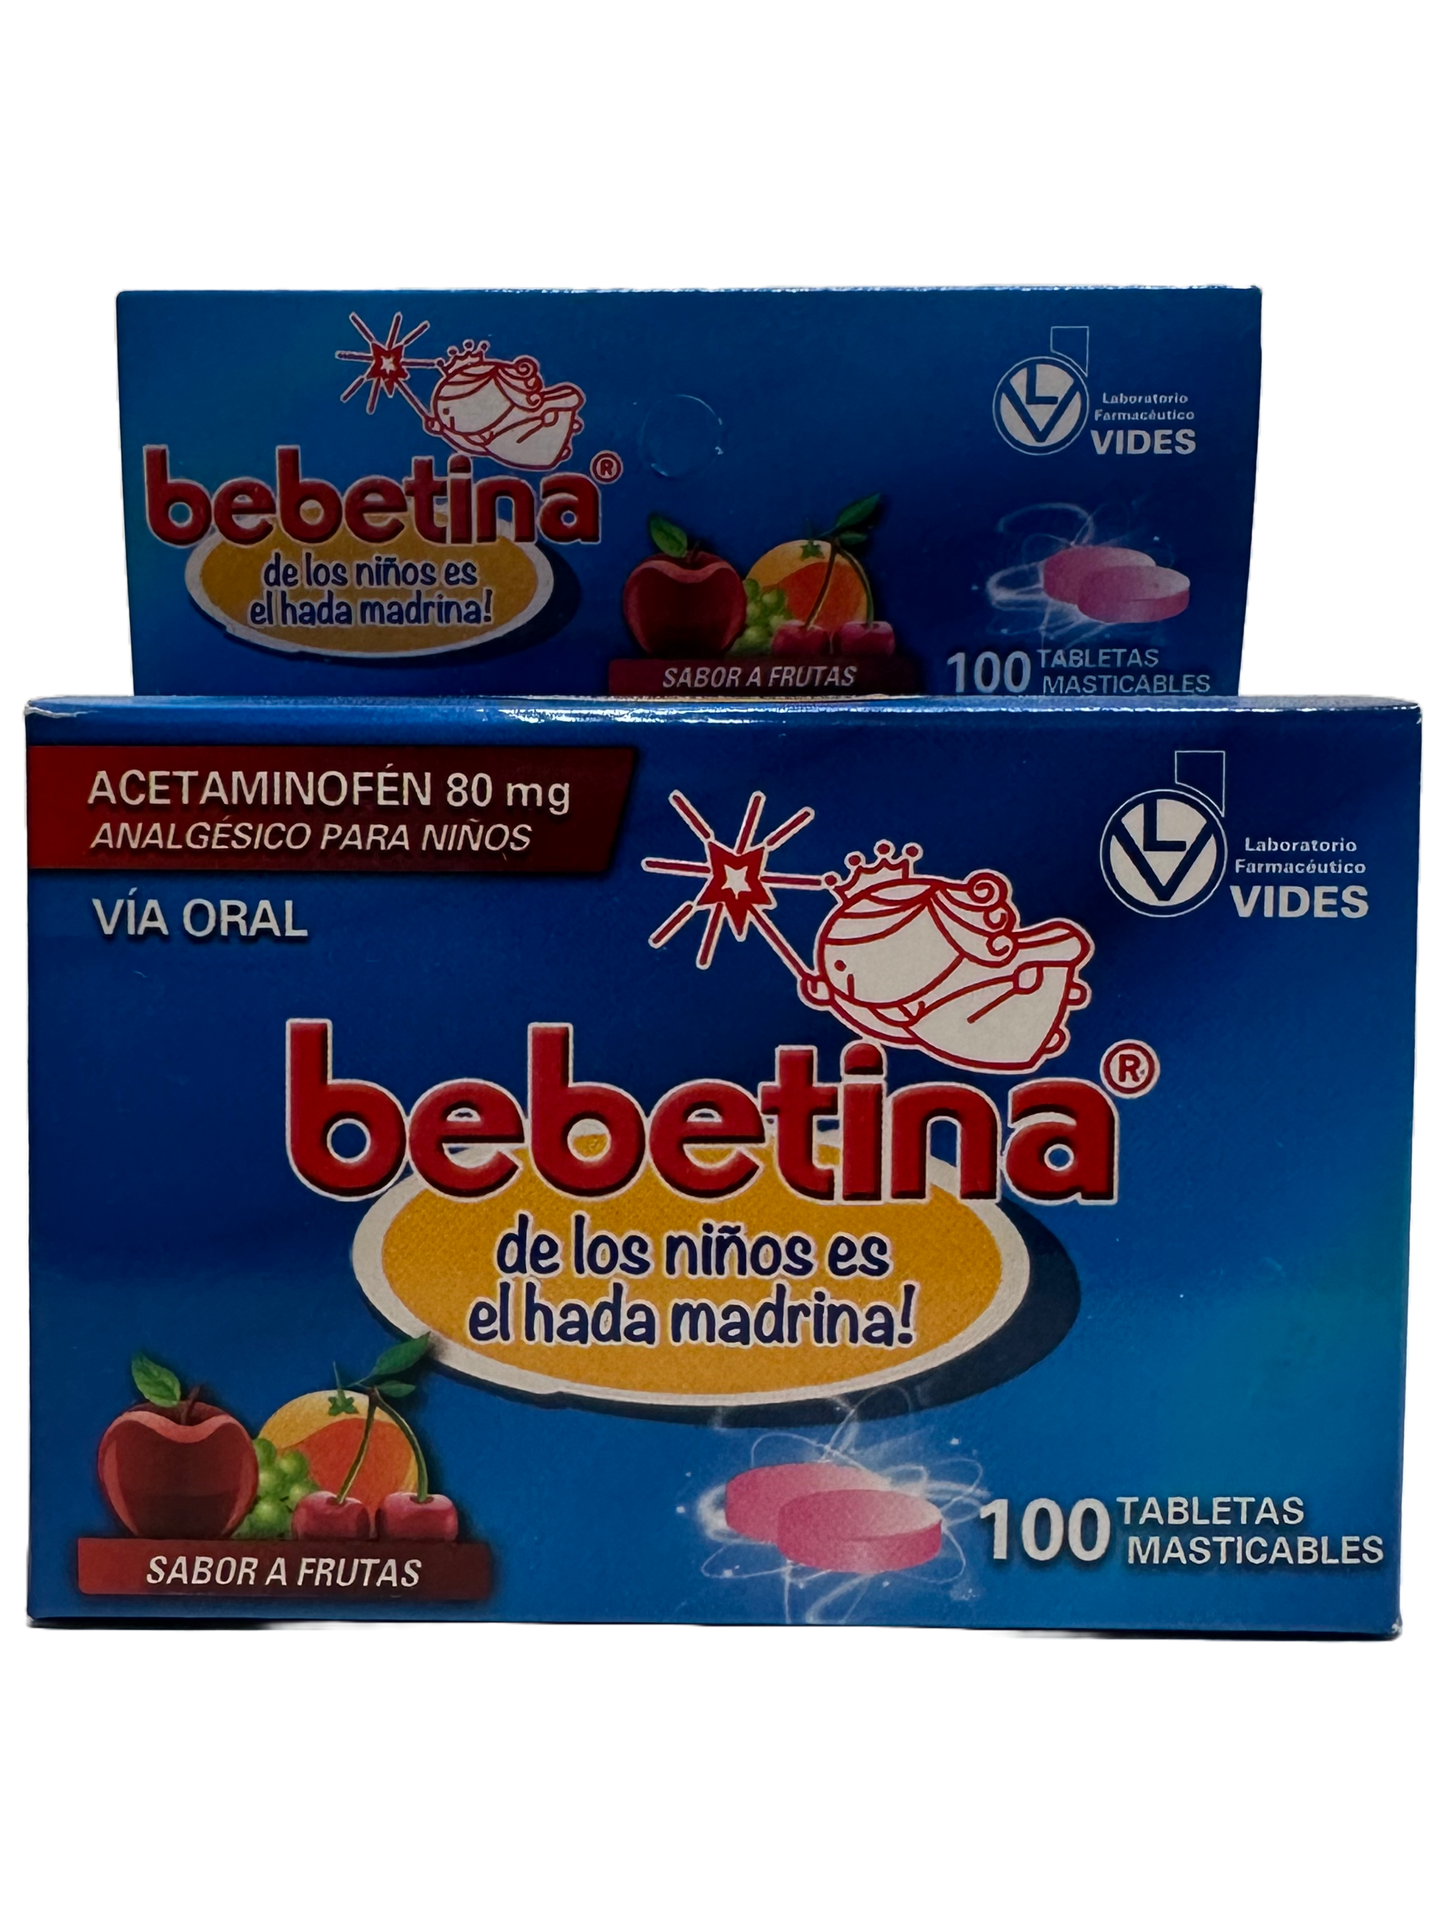 bebetina®
de los niños es
el hada madrina!
SABOR A FRUTAS
LV
Laboratorio
Farmacéutico
VIDES
100 TABLETAS
MASTICABLES
ACETAMINOFÉN 80 mg
ANALGÉSICO PARA NIÑOS
VÍA ORAL
LV
Laboratorio
Farmacéutico
VIDES
bebetina®
de los niños es
el hada madrina!
SABOR A FRUTAS
100 TABLETAS
MASTICABLES